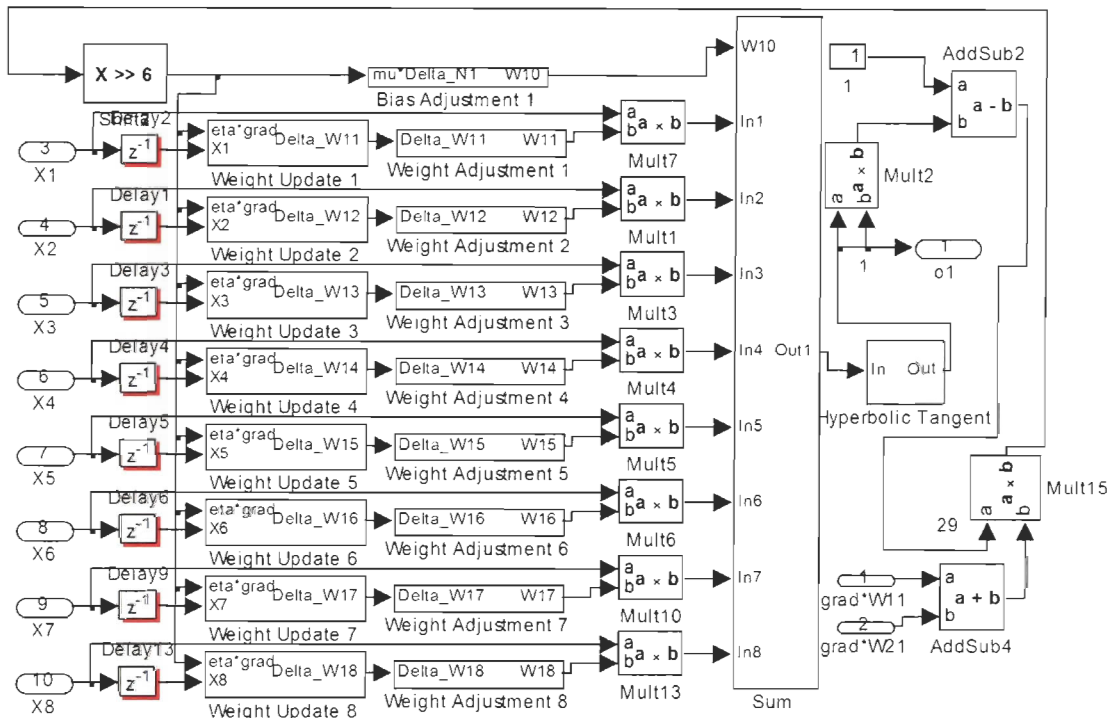 X >> 6
mu*Delta_N1 W10
Bias Adjustment 1
W10
1
1
AddSub2
a
b
a - b
Delay2
3
X1
z-1
eta*grad
X1
Delta_W11
Weight Update 1
Delta_W11 W11
Weight Adjustment 1
a
b
a × b
Mult7
In1
a
b
a × b
Mult2
Delay1
4
X2
z-1
eta*grad
X2
Delta_W12
Weight Update 2
Delta_W12 W12
Weight Adjustment 2
a
b
a × b
Mult1
In2
1
1
o1
Delay3
5
X3
z-1
eta*grad
X3
Delta_W13
Weight Update 3
Delta_W13 W13
Weight Adjustment 3
a
b
a × b
Mult3
In3
Delay4
6
X4
z-1
eta*grad
X4
Delta_W14
Weight Update 4
Delta_W14 W14
Weight Adjustment 4
a
b
a × b
Mult4
In4
Out1
In Out
Hyperbolic Tangent
Delay5
7
X5
z-1
eta*grad
X5
Delta_W15
Weight Update 5
Delta_W15 W15
Weight Adjustment 5
a
b
a × b
Mult5
In5
a
b
a × b
Mult15
29
Delay6
8
X6
z-1
eta*grad
X6
Delta_W16
Weight Update 6
Delta_W16 W16
Weight Adjustment 6
a
b
a × b
Mult6
In6
Delay9
9
X7
z-1
eta*grad
X7
Delta_W17
Weight Update 7
Delta_W17 W17
Weight Adjustment 7
a
b
a × b
Mult10
In7
1
grad*W11
2
grad*W21
a
b
a + b
AddSub4
Delay13
10
X8
z-1
eta*grad
X8
Delta_W18
Weight Update 8
Delta_W18 W18
Weight Adjustment 8
a
b
a × b
Mult13
In8
Sum